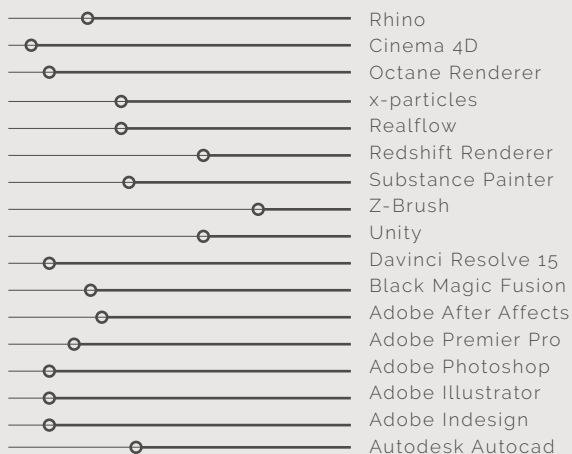 Rhino
Cinema 4D
Octane Renderer
x-particles
Realflow
Redshift Renderer
Substance Painter
Z-Brush
Unity
Davinci Resolve 15
Black Magic Fusion
Adobe After Affects
Adobe Premier Pro
Adobe Photoshop
Adobe Illustrator
Adobe Indesign
Autodesk Autocad